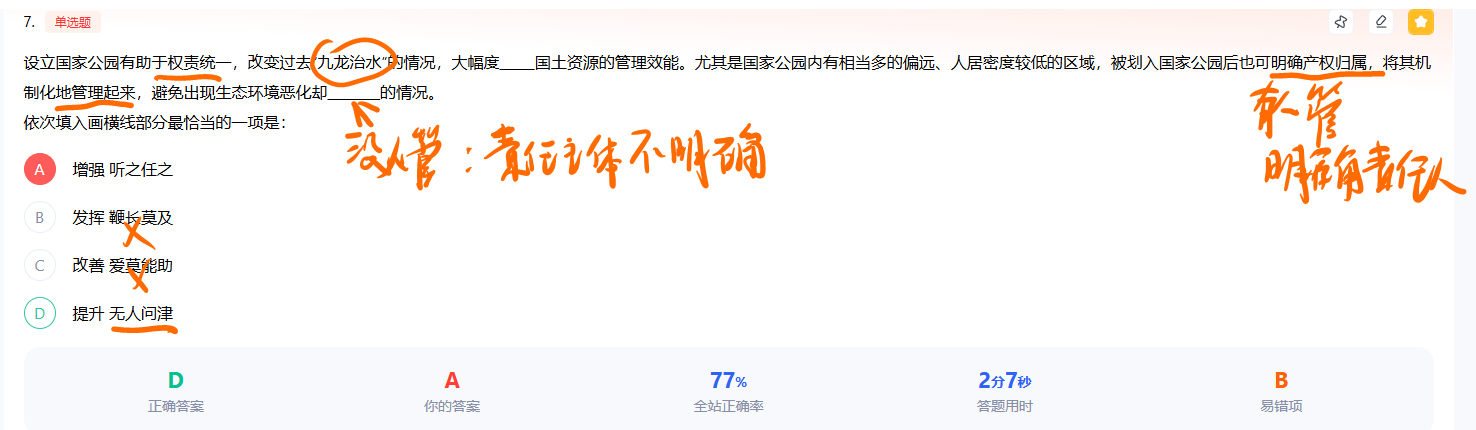 7. 单选题
设立国家公园有助于权责统一，改变过去“九龙治水”的情况，大幅度_____国土资源的管理效能。尤其是国家公园内有相当多的偏远、人居密度较低的区域，被划入国家公园后也可明确产权归属，将其机
制化地管理起来，避免出现生态环境恶化却_______的情况。
依次填入画横线部分最恰当的一项是：
有人管
没人管：责任主体不明确
明确责任人
A 增强 听之任之
B 发挥 鞭长莫及
C 改善 爱莫能助
D 提升 无人问津
D A 77% 2分7秒 B
正确答案 你的答案 全站正确率 答题用时 易错项